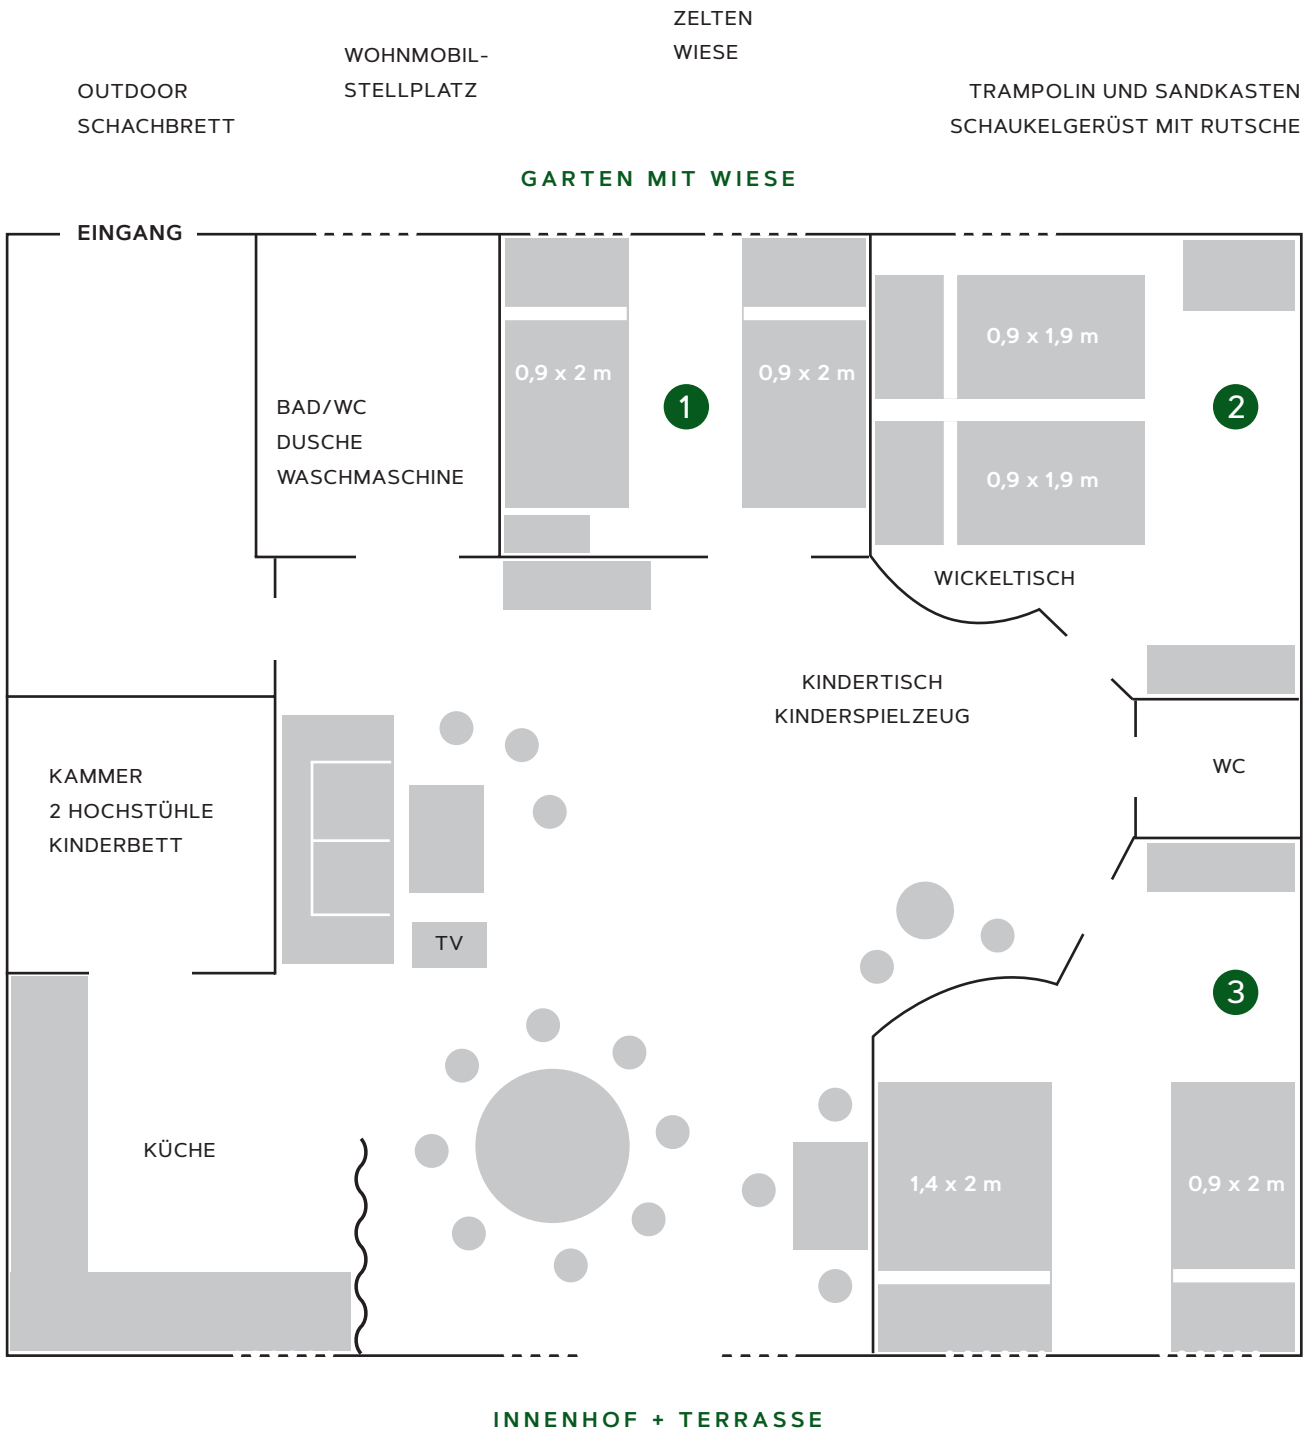 ZELTEN
WIESE
WOHNMOBIL-
STELLPLATZ
OUTDOOR
SCHACHBRETT
TRAMPOLIN UND SANDKASTEN
SCHAUKELGERÜST MIT RUTSCHE
GARTEN MIT WIESE
EINGANG
BAD/WC
DUSCHE
WASCHMASCHINE
0,9 x 2 m
1
0,9 x 2 m
0,9 x 1,9 m
2
0,9 x 1,9 m
WICKELTISCH
KINDERTISCH
KINDERSPIELZEUG
WC
KAMMER
2 HOCHSTÜHLE
KINDERBETT
TV
3
KÜCHE
1,4 x 2 m
0,9 x 2 m
INNENHOF + TERRASSE